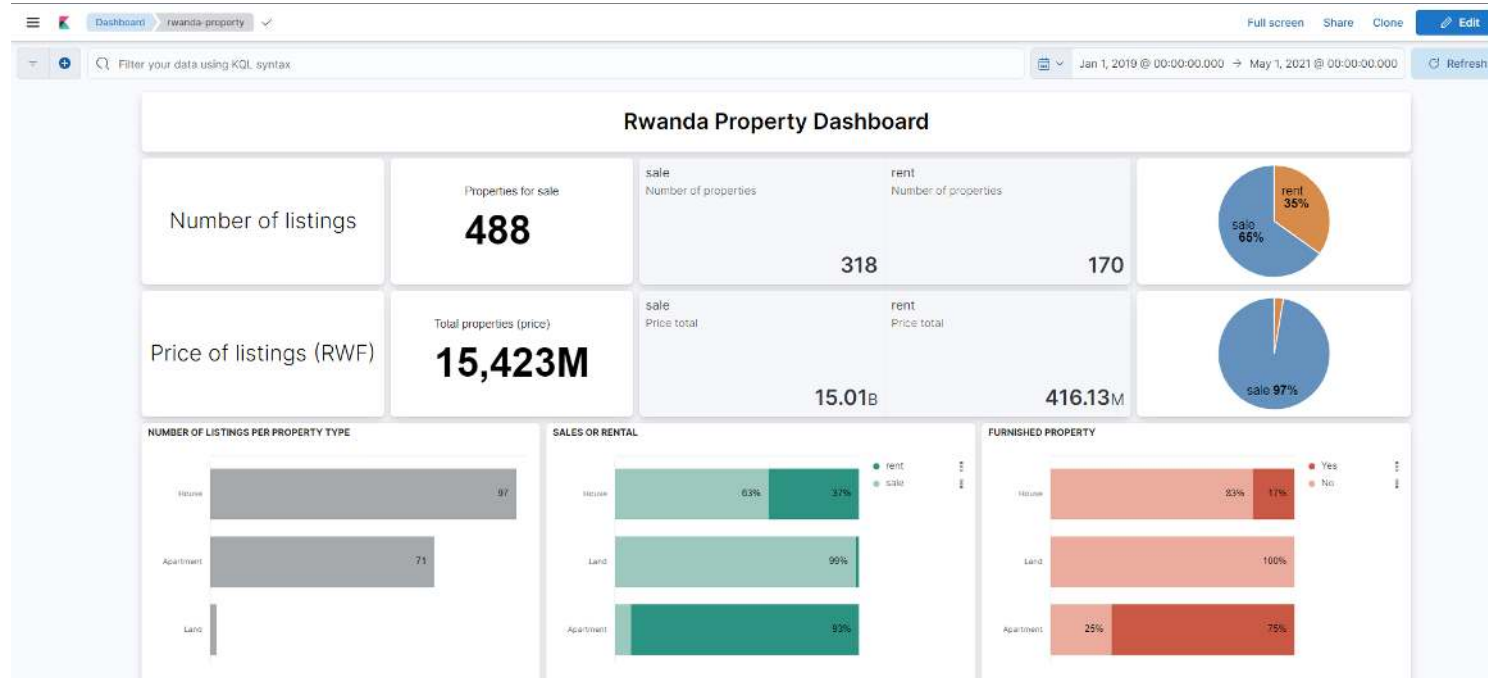 Dashboard
rwanda-property
Full screen
Share
Clone
Edit
Filter your data using KQL syntax
Jan 1, 2019 @ 00:00:00.000 → May 1, 2021 @ 00:00:00.000
Refresh
Rwanda Property Dashboard
Number of listings
Properties for sale
488
sale
Number of properties
318
rent
Number of properties
170
rent
35%
sale
65%
Price of listings (RWF)
Total properties (price)
15,423M
sale
Price total
15.01B
rent
Price total
416.13M
sale 97%
NUMBER OF LISTINGS PER PROPERTY TYPE
House
97
Apartment
71
Land
SALES OR RENTAL
rent
sale
House
63%
37%
Land
99%
Apartment
93%
FURNISHED PROPERTY
Yes
No
House
83%
17%
Land
100%
Apartment
25%
75%